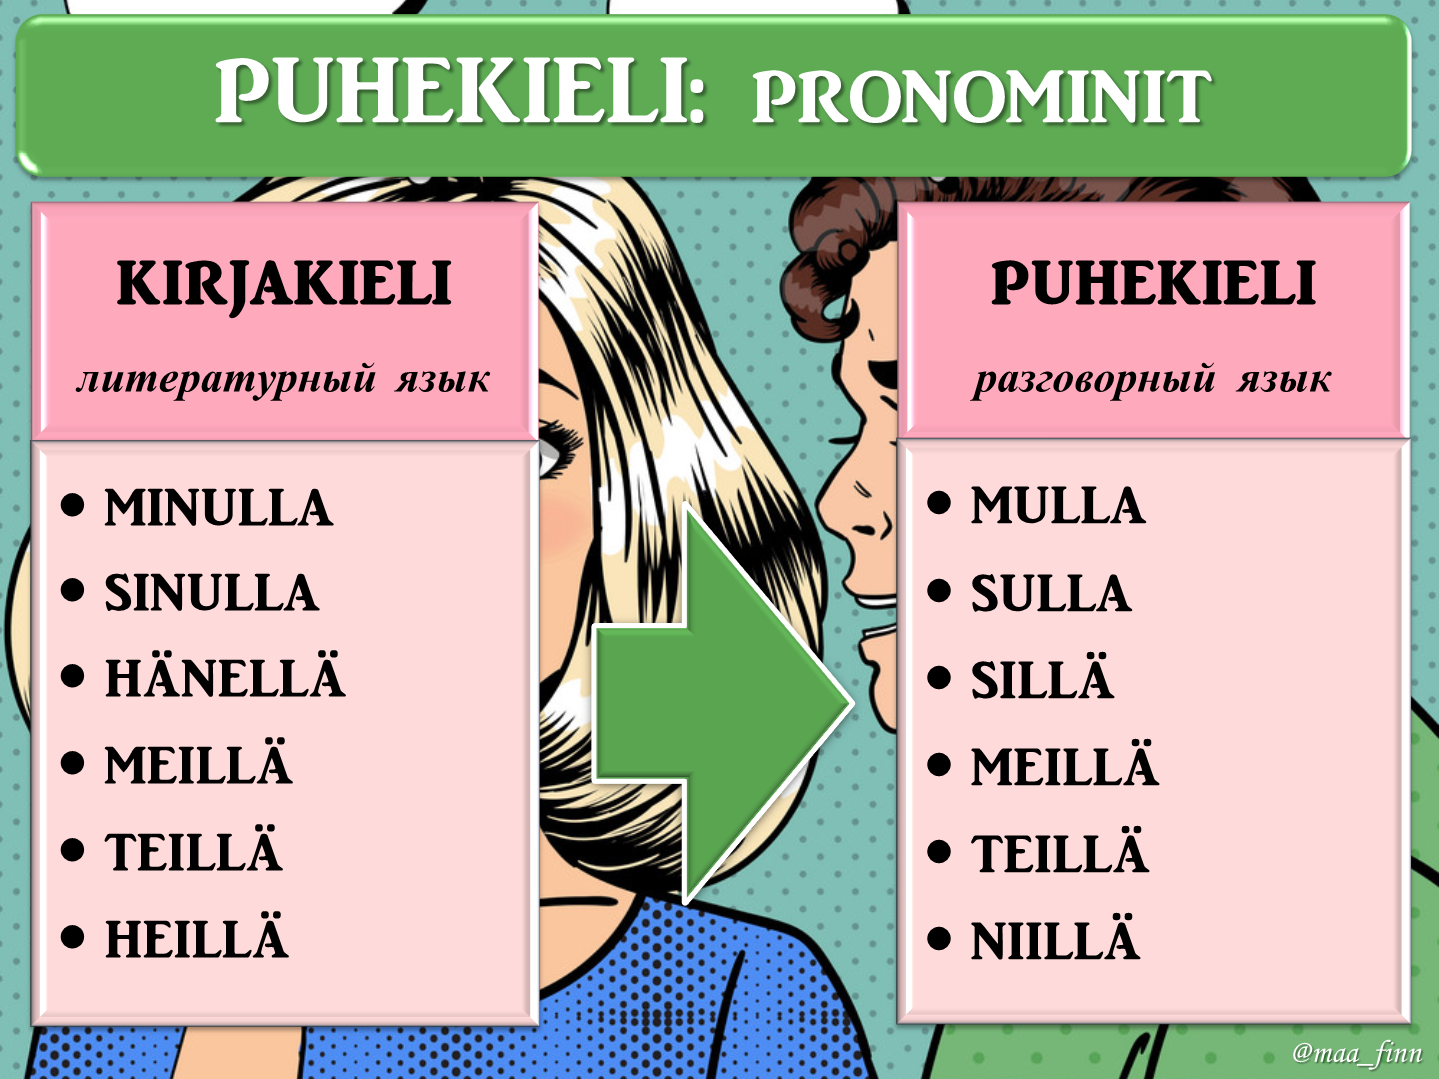 PUHEKIELI: PRONOMINIT
KIRJAKIELI
литературный язык
• MINULLA
• SINULLA
• HÄNELLÄ
• MEILLÄ
• TEILLÄ
• HEILLÄ
PUHEKIELI
разговорный язык
• MULLA
• SULLA
• SILLÄ
• MEILLÄ
• TEILLÄ
• NIILLÄ
@maa_finn